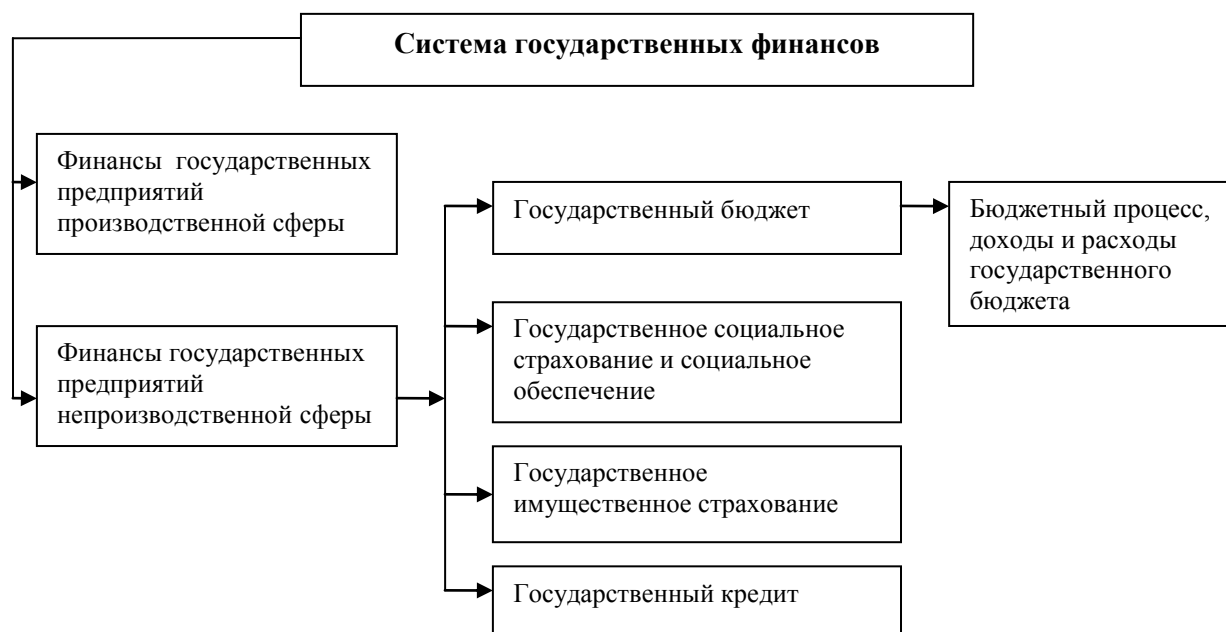 Система государственных финансов
Финансы государственных
предприятий
производственной сферы
Финансы государственных
предприятий
непроизводственной сферы
Государственный бюджет
Государственное социальное
страхование и социальное
обеспечение
Государственное
имущественное страхование
Государственный кредит
Бюджетный процесс,
доходы и расходы
государственного
бюджета